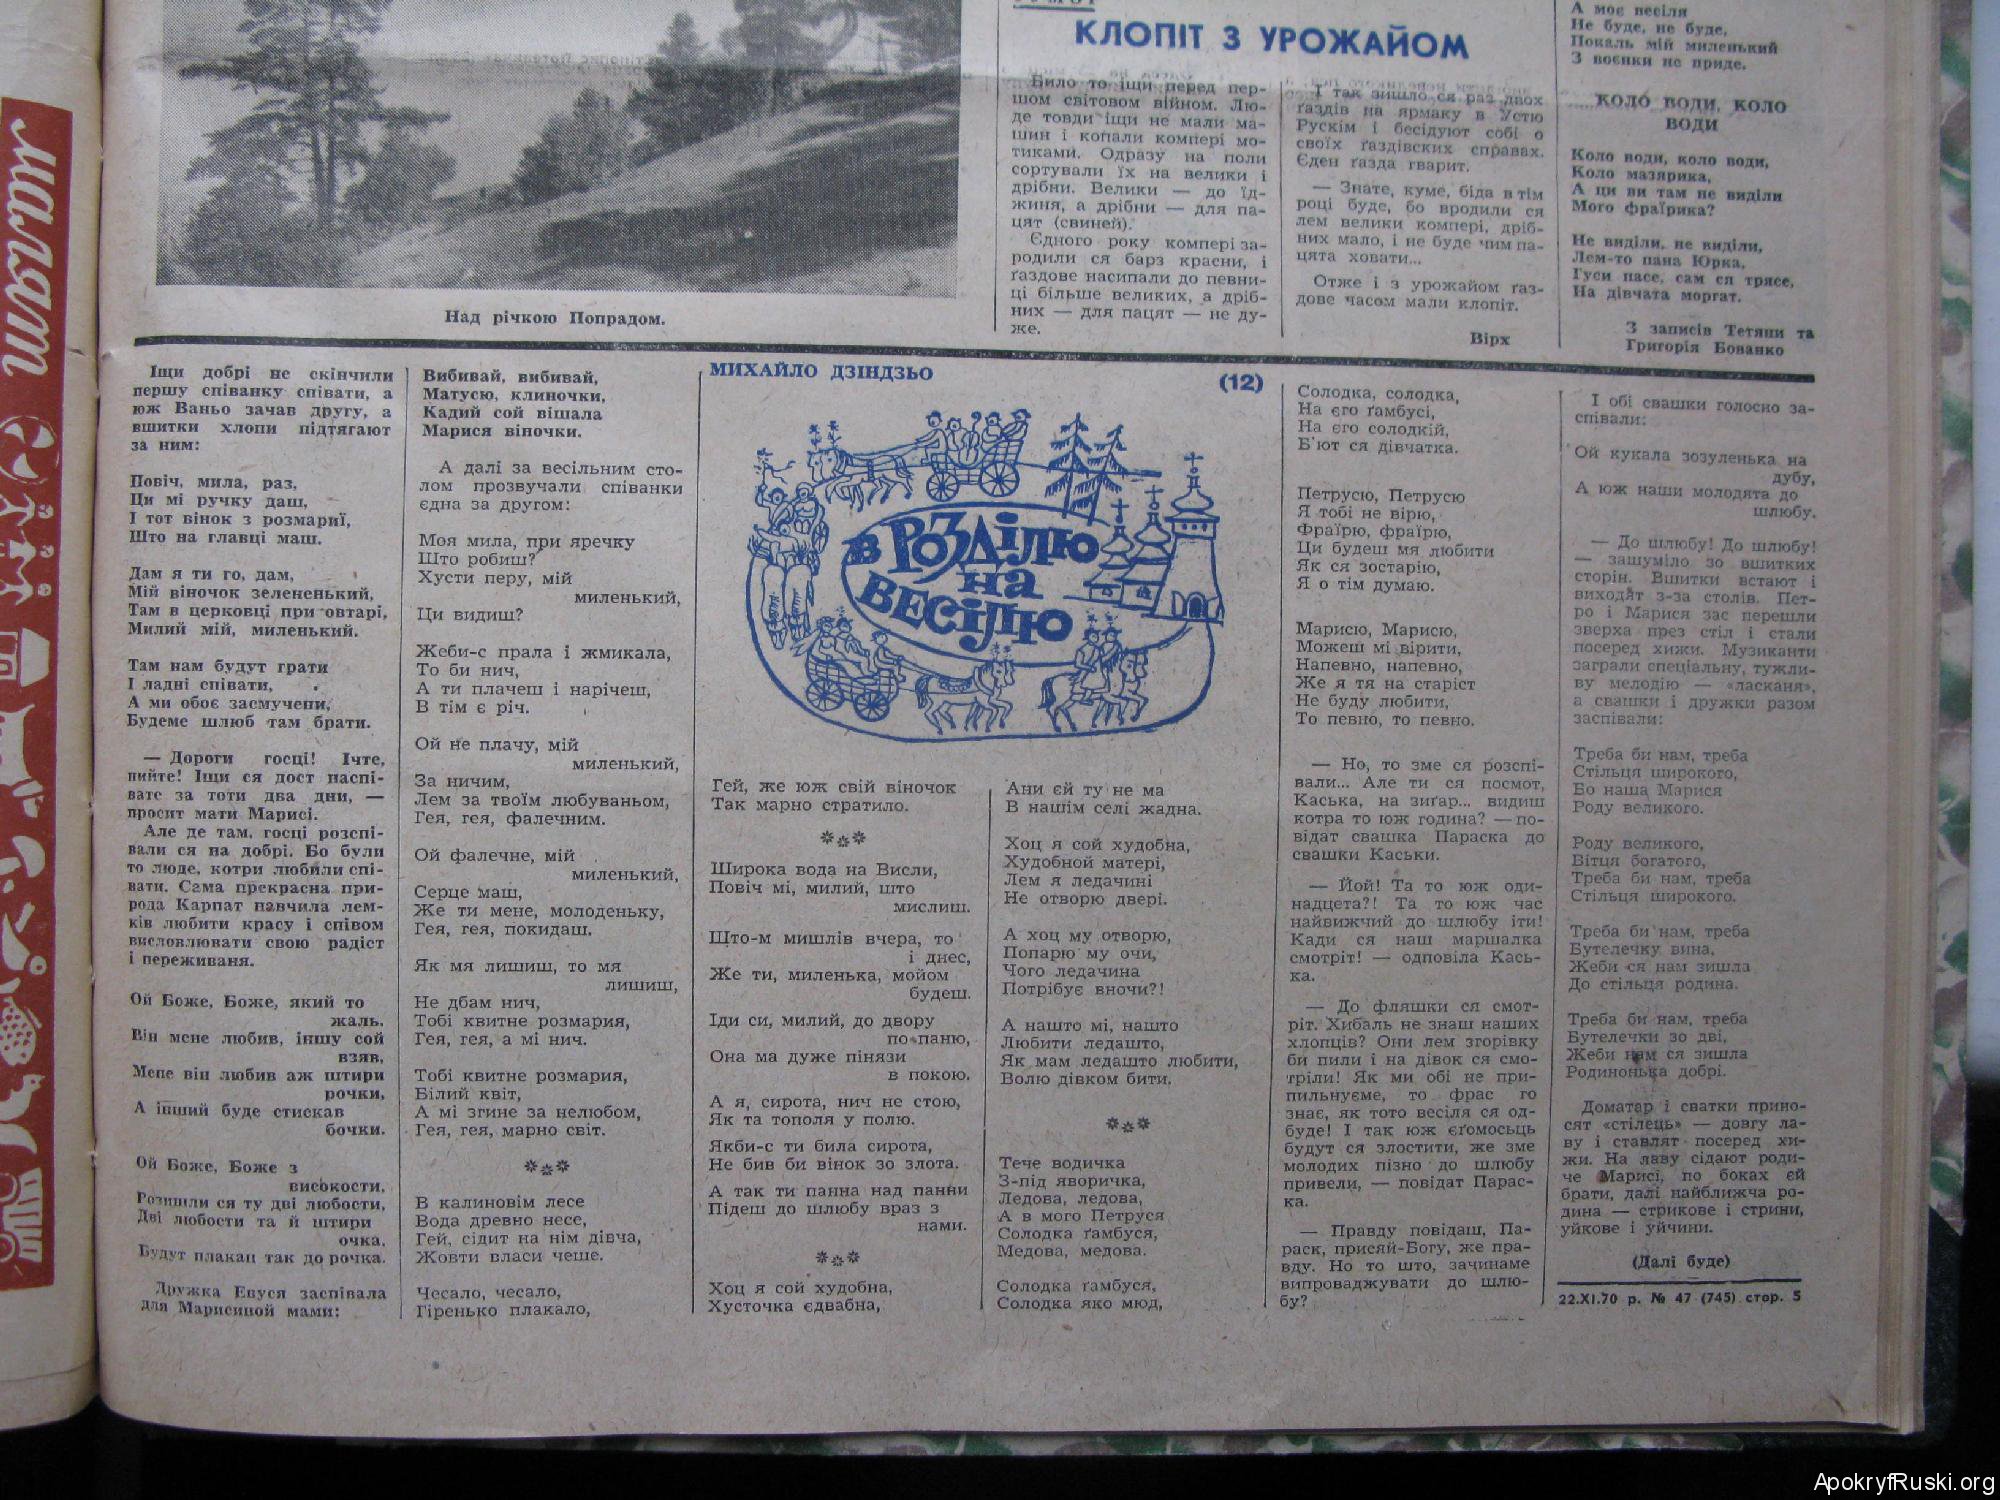 КЛОПІТ З УРОЖАЙОМ
Било то іщи перед пер-
шом світовом війном. Лю-
де товди іщи не мали ма-
шин і копали компері мо-
тиками. Одразу на поли
сортували їх на велики і
дрібни. Велики — до їд-
жиня, а дрібни — для па-
цят (свиней).
Єдного року компері за-
родили ся барз красни, і
ґаздове насипали до певни-
ці більше великих, а дріб-
них — для пацят — не ду-
же.
І так зишло ся раз двох
ґаздів на ярмаку в Устю
Рускім і бесідуют собі о
своїх ґаздівских справах.
Єден ґазда гварит.
— Знате, куме, біда в тім
році буде, бо вродили ся
лем велики компері, дріб-
них мало, і не буде чим па-
цята ховати...
Отже і з урожайом ґаз-
дове часом мали клопіт.
Вірх
А моє весіля
Не буде, не буде,
Покаль мій миленький
З воєнки не приде.
КОЛО ВОДИ, КОЛО
ВОДИ
Коло води, коло води,
Коло мазярика,
А ци ви там не виділи
Мого фраїрика?
Не виділи, не виділи,
Лем-то пана Юрка,
Гуси пасе, сам ся трясе,
На дівчата моргат.
З записів Тетяни та
Григорія Бованко
Над річкою Попрадом.
Іщи добрі не скінчили
першу співанку співати, а
юж Ваньо зачав другу, а
вшитки хлопи підтягают
за ним:
Повіч, мила, раз,
Ци мі ручку даш,
І тот вінок з розмариї,
Што на главці маш.
Дам я ти го, дам,
Мій віночок зелененький,
Там в церковці при овтарі,
Милий мій, миленький.
Там нам будут грати
І ладні співати,
А ми обоє засмучени,
Будеме шлюб там брати.
— Дороги госці! Їчте,
пийте! Іщи ся дост наспі-
вате за тоти два дни, —
просит мати Марисі.
Але де там, госці розспі-
вали ся на добрі. Бо були
то люде, котри любили спі-
вати. Сама прекрасна при-
рода Карпат навчила лем-
ків любити красу і співом
висловлювати свою радіст
і переживаня.
Ой Боже, Боже, який то
жаль,
Він мене любив, іншу сой
взяв,
Мене він любив аж штири
рочки,
А інший буде стискав
бочки.
Ой Боже, Боже з
високости,
Розишли ся ту дві любости,
Дві любости та й штири
очка,
Будут плакац так до рочка.
Дружка Евуся заспівала
для Марисиной мами:
Вибивай, вибивай,
Матусю, клиночки,
Кадий сой вішала
Марися віночки.
А далі за весільним сто-
лом прозвучали співанки
єдна за другом:
Моя мила, при яречку
Што робиш?
Хусти перу, мій
миленький,
Ци видиш?
Жеби-с прала і жмикала,
То би нич,
А ти плачеш і нарічеш,
В тім є річ.
Ой не плачу, мій
миленький,
За ничим,
Лем за твоїм любуваньом,
Гея, гея, фалечним.
Ой фалечне, мій
миленький,
Серце маш,
Же ти мене, молоденьку,
Гея, гея, покидаш.
Як мя лишиш, то мя
лишиш,
Не дбам нич,
Тобі квитне розмария,
Гея, гея, а мі нич.
Тобі квитне розмария,
Білий квіт,
А мі згине за нелюбом,
Гея, гея, марно світ.
В калиновім лесе
Вода древно несе,
Гей, сідит на нім дівча,
Жовти власи чеше.
Чесало, чесало,
Гіренько плакало,
МИХАЙЛО ДЗІНДЗЬО
(12)
В РОЗДІЛЮ
на
ВЕСІЛЮ
Гей, же юж свій віночок
Так марно стратило.
Широка вода на Висли,
Повіч мі, милий, што
мислиш.
Што-м мишлів вчера, то
і днес,
Же ти, миленька, мойом
будеш.
Іди си, милий, до двору
по паню,
Она ма дуже пінязи
в покою.
А я, сирота, нич не стою,
Як та тополя у полю.
Якби-с ти била сирота,
Не бив би вінок зо злота.
А так ти панна над панни
Підеш до шлюбу враз з
нами.
Хоц я сой худобна,
Хусточка єдвабна,
Ани єй ту не ма
В нашім селі жадна.
Хоц я сой худобна,
Худобной матері,
Лем я ледачині
Не отворю двері.
А хоц му отворю,
Попарю му очи,
Чого ледачина
Потрібує вночи?!
А нашто мі, нашто
Любити ледашто,
Як мам ледашто любити,
Волю дівком бити.
Тече водичка
З-під яворичка,
Ледова, ледова,
А в мого Петруся
Солодка ґамбуся,
Медова, медова.
Солодка ґамбуся,
Солодка яко мюд,
Солодка, солодка,
На єго ґамбусі,
На єго солодкій,
Б'ют ся дівчатка.
Петрусю, Петрусю
Я тобі не вірю,
Фраїрю, фраїрю,
Ци будеш мя любити
Як ся зостарію,
Я о тім думаю.
Марисю, Марисю,
Можеш мі вірити,
Напевно, напевно,
Же я тя на старіст
Не буду любити,
То певно, то певно.
— Но, то зме ся розспі-
вали... Але ти ся посмот,
Каська, на зиґар... видиш
котра то юж година? — по-
відат свашка Параска до
свашки Каськи.
— Йой! Та то юж оди-
надцета?! Та то юж час
найвижчий до шлюбу іти!
Кади ся наш маршалка
смотріт! — одповіла Кась-
ка.
— До фляшки ся смот-
ріт. Хибаль не знаш наших
хлопців? Они лем згорівку
би пили і на дівок ся смо-
тріли! Як ми обі не при-
пильнуєме, то фрас го
знає, як тото весіля ся од-
буде! І так юж єґомосьць
будут ся злостити, же зме
молодих пізно до шлюбу
привели, — повідат Парас-
ка.
— Правду повідаш, Па-
раск, присяй-Богу, же пра-
вду. Но то што, зачинаме
випроваджувати до шлю-
бу?
І обі свашки голосно за-
співали:
Ой кукала зозуленька на
дубу,
А юж наши молодята до
шлюбу.
— До шлюбу! До шлюбу!
— зашуміло зо вшитких
сторін. Вшитки встают і
виходят з-за столів. Пет-
ро і Марися зас перешли
зверха през стіл і стали
посеред хижи. Музиканти
заграли спеціальну, тужли-
ву мелодію — «ласканя»,
а свашки і дружки разом
заспівали:
Треба би нам, треба
Стільця широкого,
Бо наша Марися
Роду великого.
Роду великого,
Вітця богатого,
Треба би нам, треба
Стільця широкого.
Треба би нам, треба
Бутелечку вина,
Жеби ся нам зишла
До стільця родина.
Треба би нам, треба
Бутелечки зо дві,
Жеби нам ся зишла
Родинонька добрі.
Доматар і сватки прино-
сят «стілець» — довгу ла-
ву і ставлят посеред хи-
жи. На лаву сідают роди-
че Марисі, по боках єй
брати, далі найближча ро-
дина — стрикове і стрини,
уйкове і уйчини.
(Далі буде)
22.XI.70 р. № 47 (745) стор. 5
ApokryfRuski.org